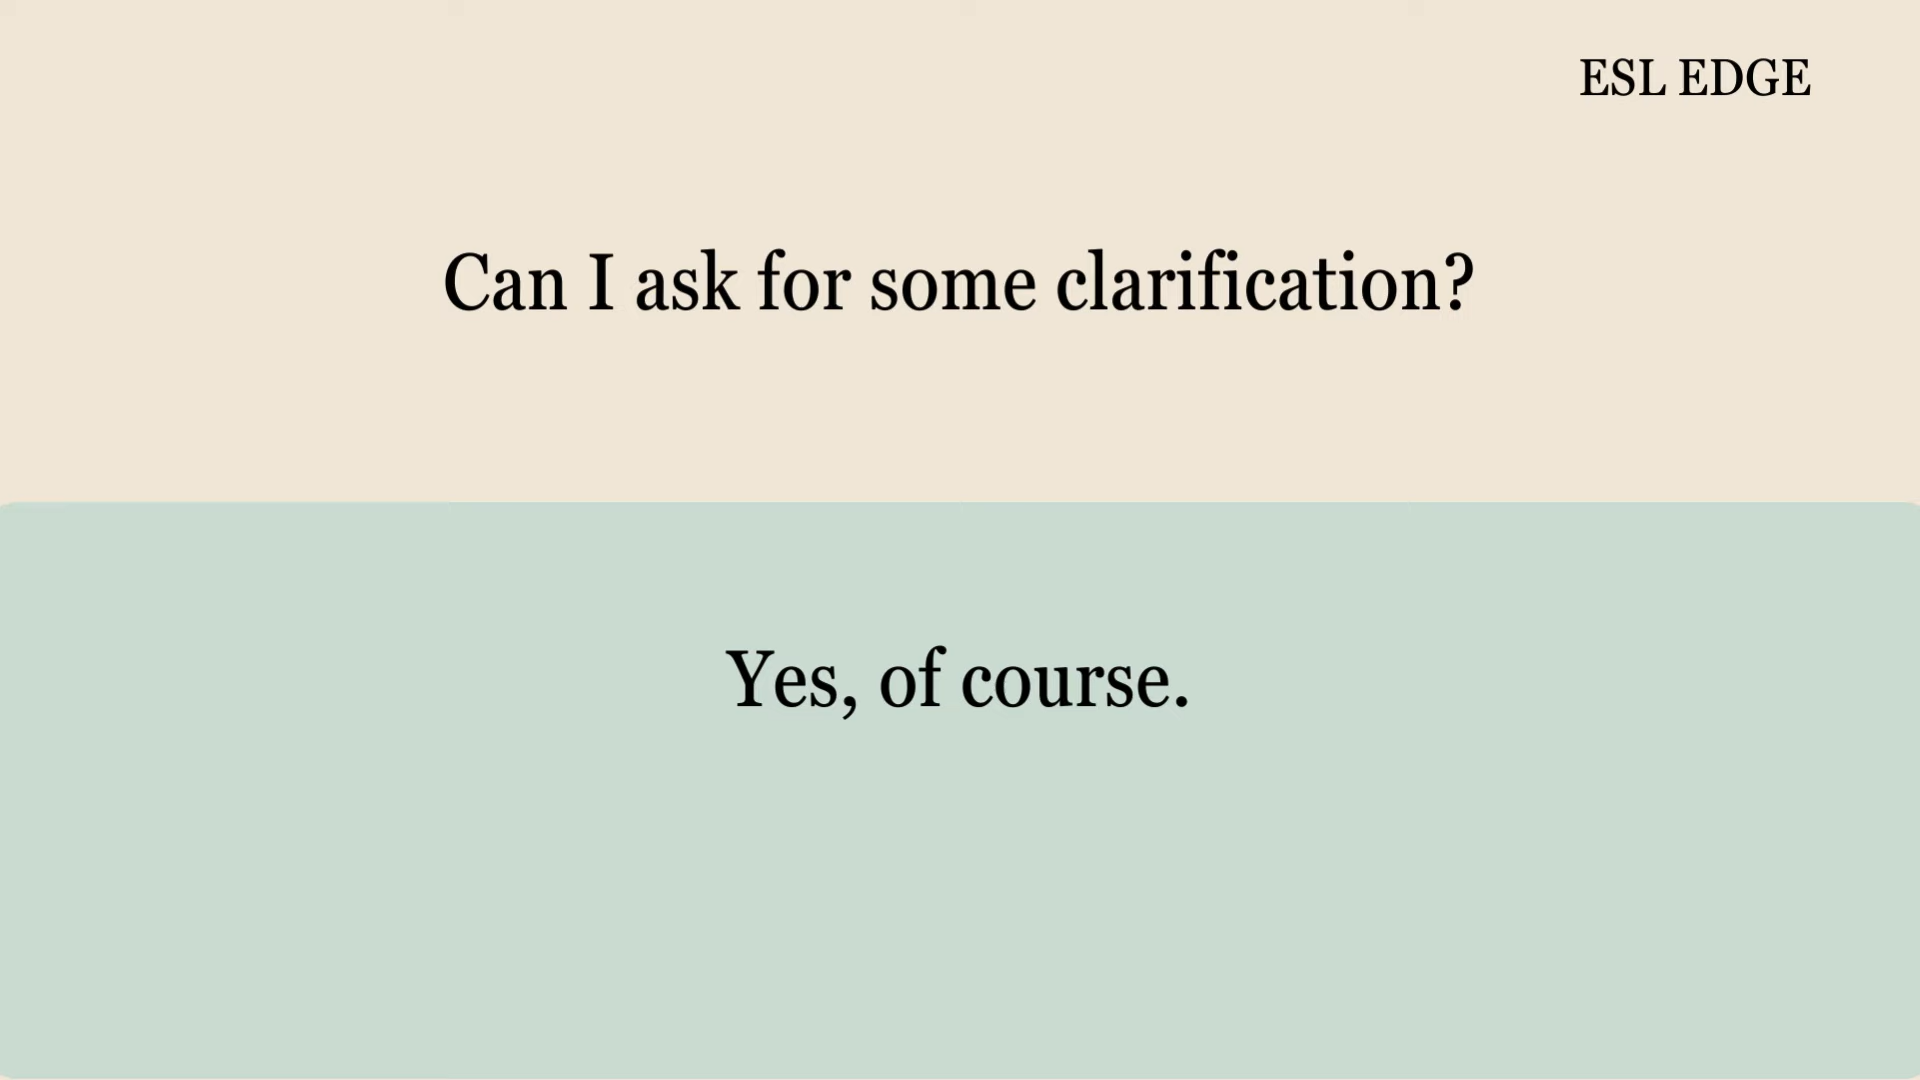 ESL EDGE
Can I ask for some clarification?
Yes, of course.